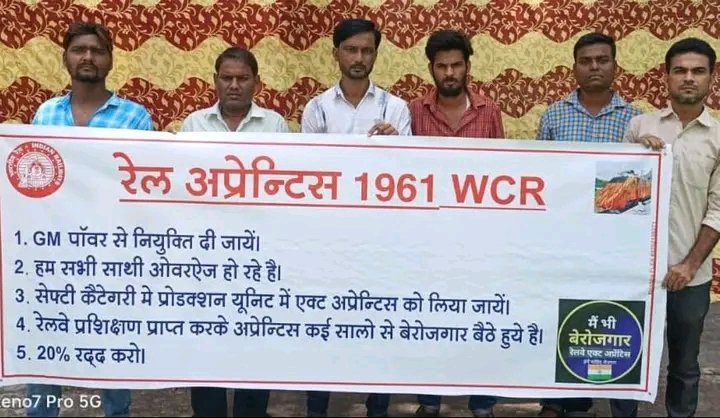 रेल अप्रेन्टिस 1961 WCR
1. GM पॉवर से नियुक्ति दी जायें।
2. हम सभी साथी ओवरऐज हो रहे है।
3. सेफ्टी कैटेगरी मे प्रोडक्शन यूनिट में एक्ट अप्रेन्टिस को लिया जायें।
4. रेलवे प्रशिक्षण प्राप्त करके अप्रेन्टिस कई सालो से बेरोजगार बैठे हुये है।
5. 20% रद्द करो।
मैं भी
बेरोजगार
रेलवे एक्ट अप्रेंटिस
eno7 Pro 5G